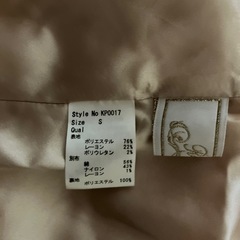 Style No KP0017
Size S
Qual
表地
ポリエステル 76%
レーヨン 22%
ポリウレタン 2%
別布
綿 56%
ナイロン 43%
レーヨン 1%
裏地
ポリエステル 100%